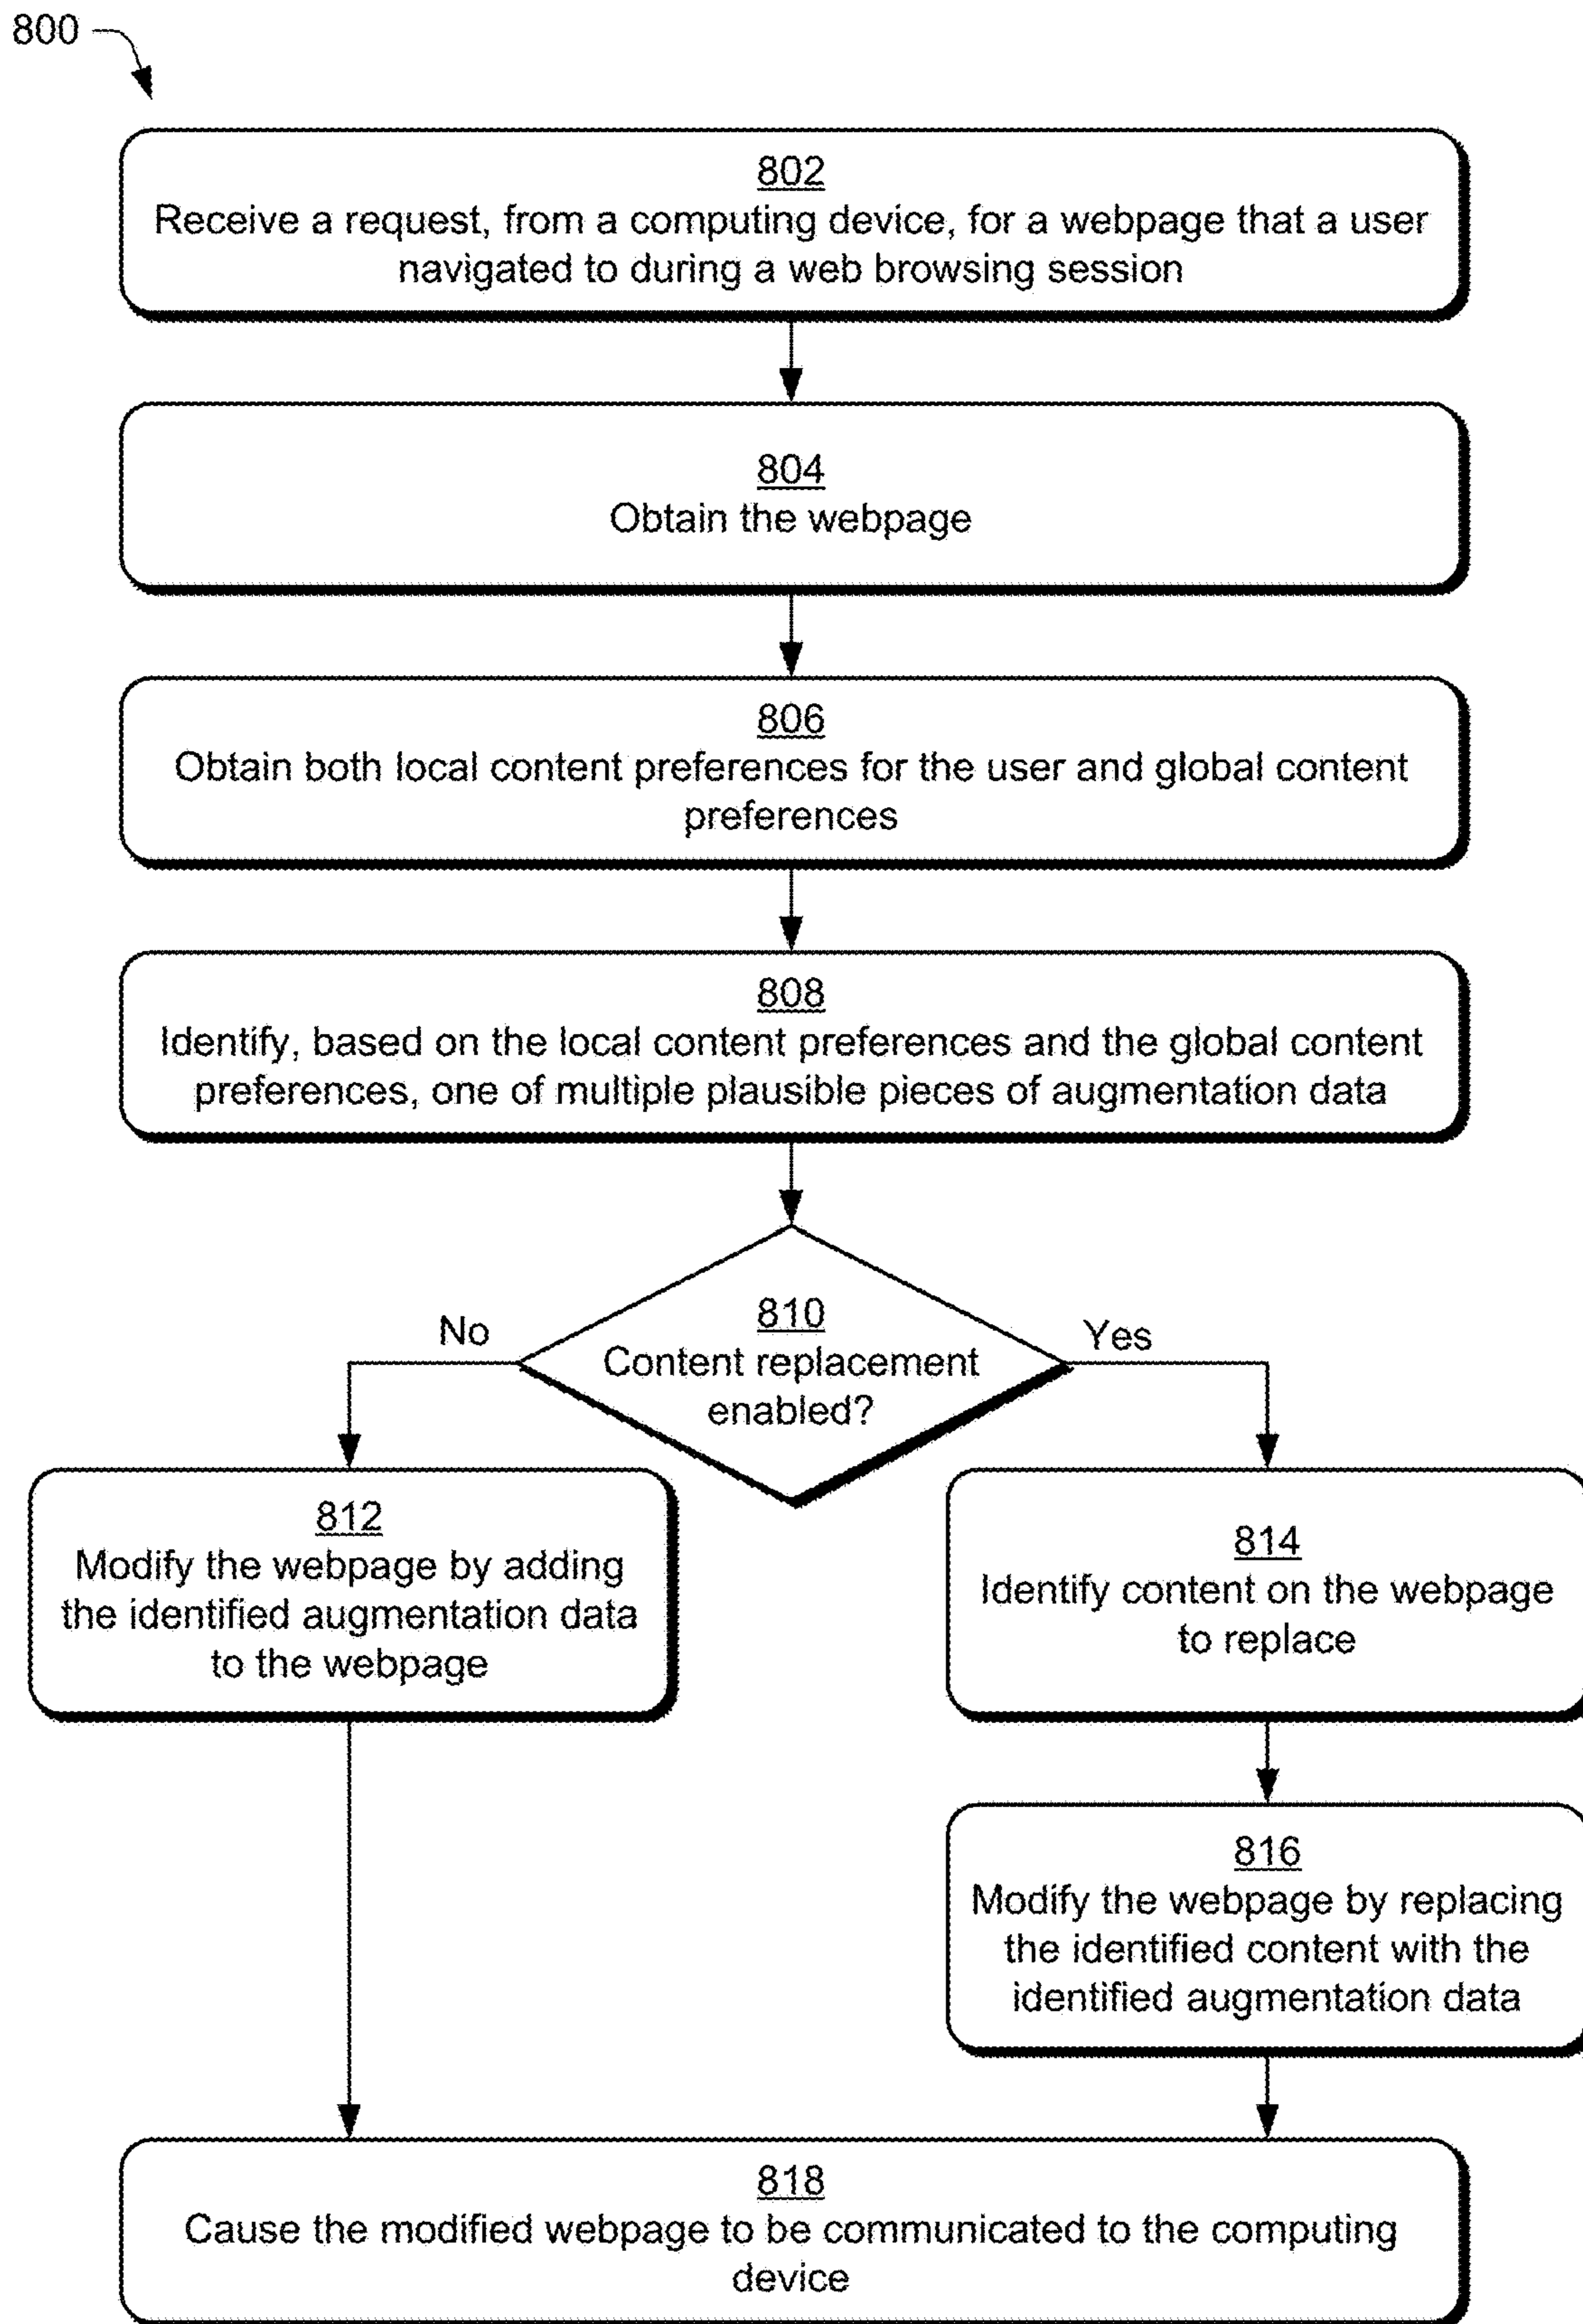 800
802
Receive a request, from a computing device, for a webpage that a user
navigated to during a web browsing session
804
Obtain the webpage
806
Obtain both local content preferences for the user and global content
preferences
808
Identify, based on the local content preferences and the global content
preferences, one of multiple plausible pieces of augmentation data
810
Content replacement
enabled?
No
Yes
812
Modify the webpage by adding
the identified augmentation data
to the webpage
814
Identify content on the webpage
to replace
816
Modify the webpage by replacing
the identified content with the
identified augmentation data
818
Cause the modified webpage to be communicated to the computing
device